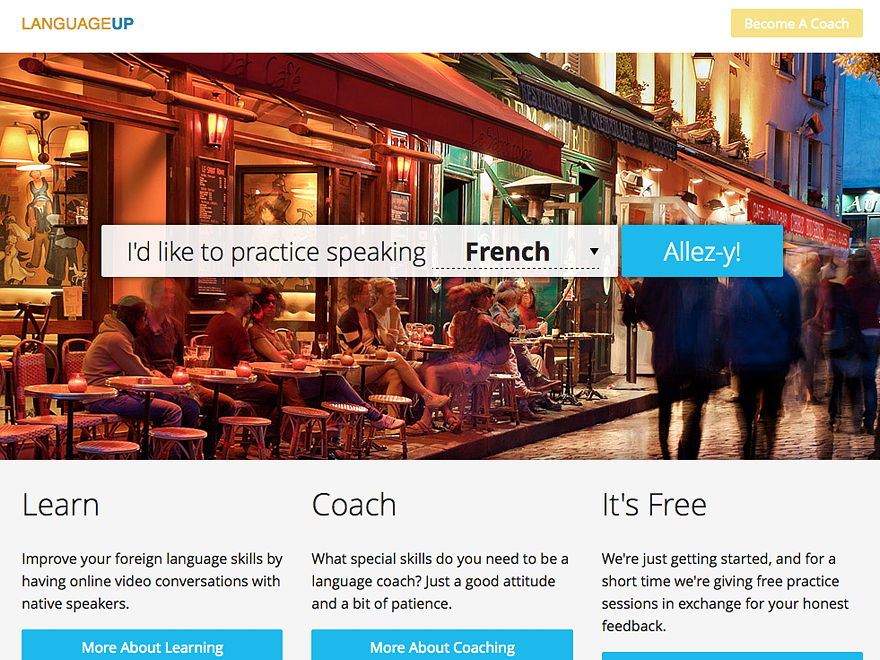 LANGUAGEUP
Become A Coach
I'd like to practice speaking French
Allez-y!
Learn
Improve your foreign language skills by
having online video conversations with
native speakers.
More About Learning
Coach
What special skills do you need to be a
language coach? Just a good attitude
and a bit of patience.
More About Coaching
It's Free
We're just getting started, and for a
short time we're giving free practice
sessions in exchange for your honest
feedback.